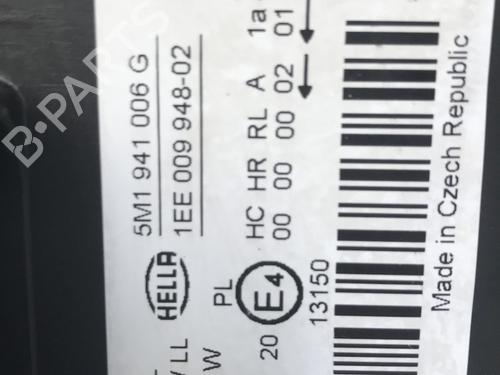 B-PARTS
5M1 941 006 G
1EE 009 948-02
HELLA
LL
W
PL
HC HR RL A 1a
00 00 00 02 01
20 E4
13150
Made in Czech Republic